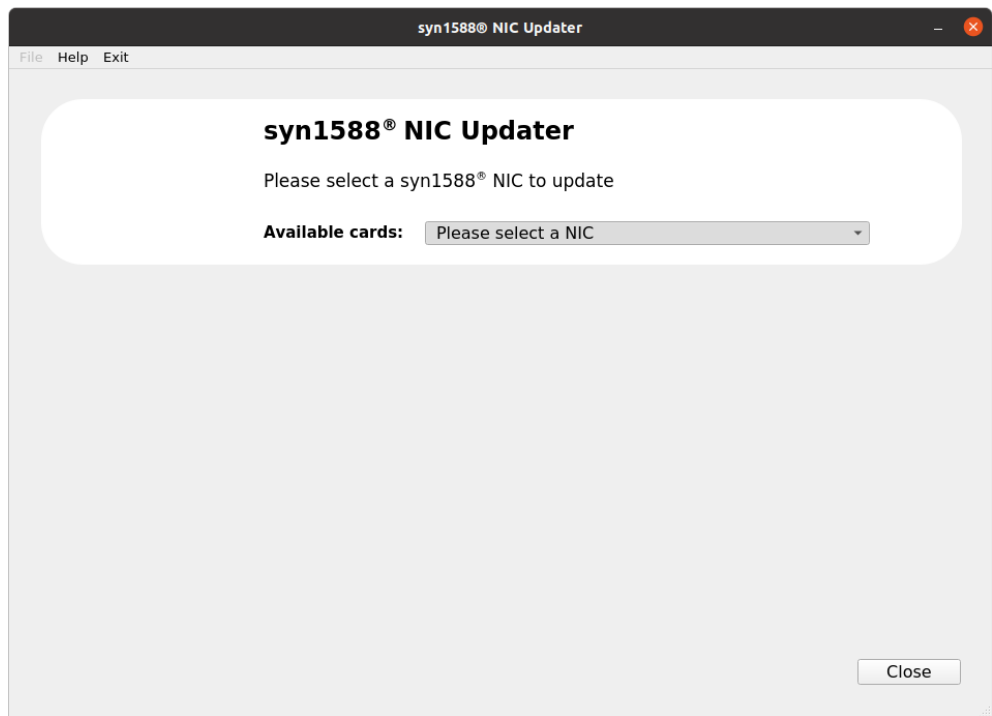 syn1588® NIC Updater
File Help Exit
syn1588® NIC Updater
Please select a syn1588® NIC to update
Available cards: Please select a NIC
Close